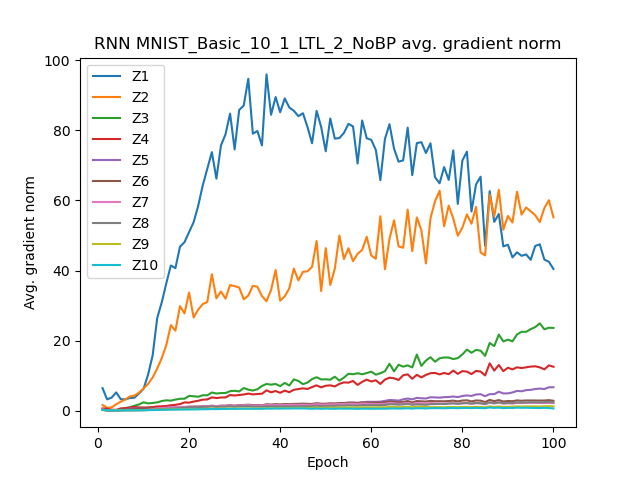 RNN MNIST_Basic_10_1_LTL_2_NoBP avg. gradient norm
100
80
60
40
20
0
Avg. gradient norm
Z1
Z2
Z3
Z4
Z5
Z6
Z7
Z8
Z9
Z10
0 20 40 60 80 100
Epoch